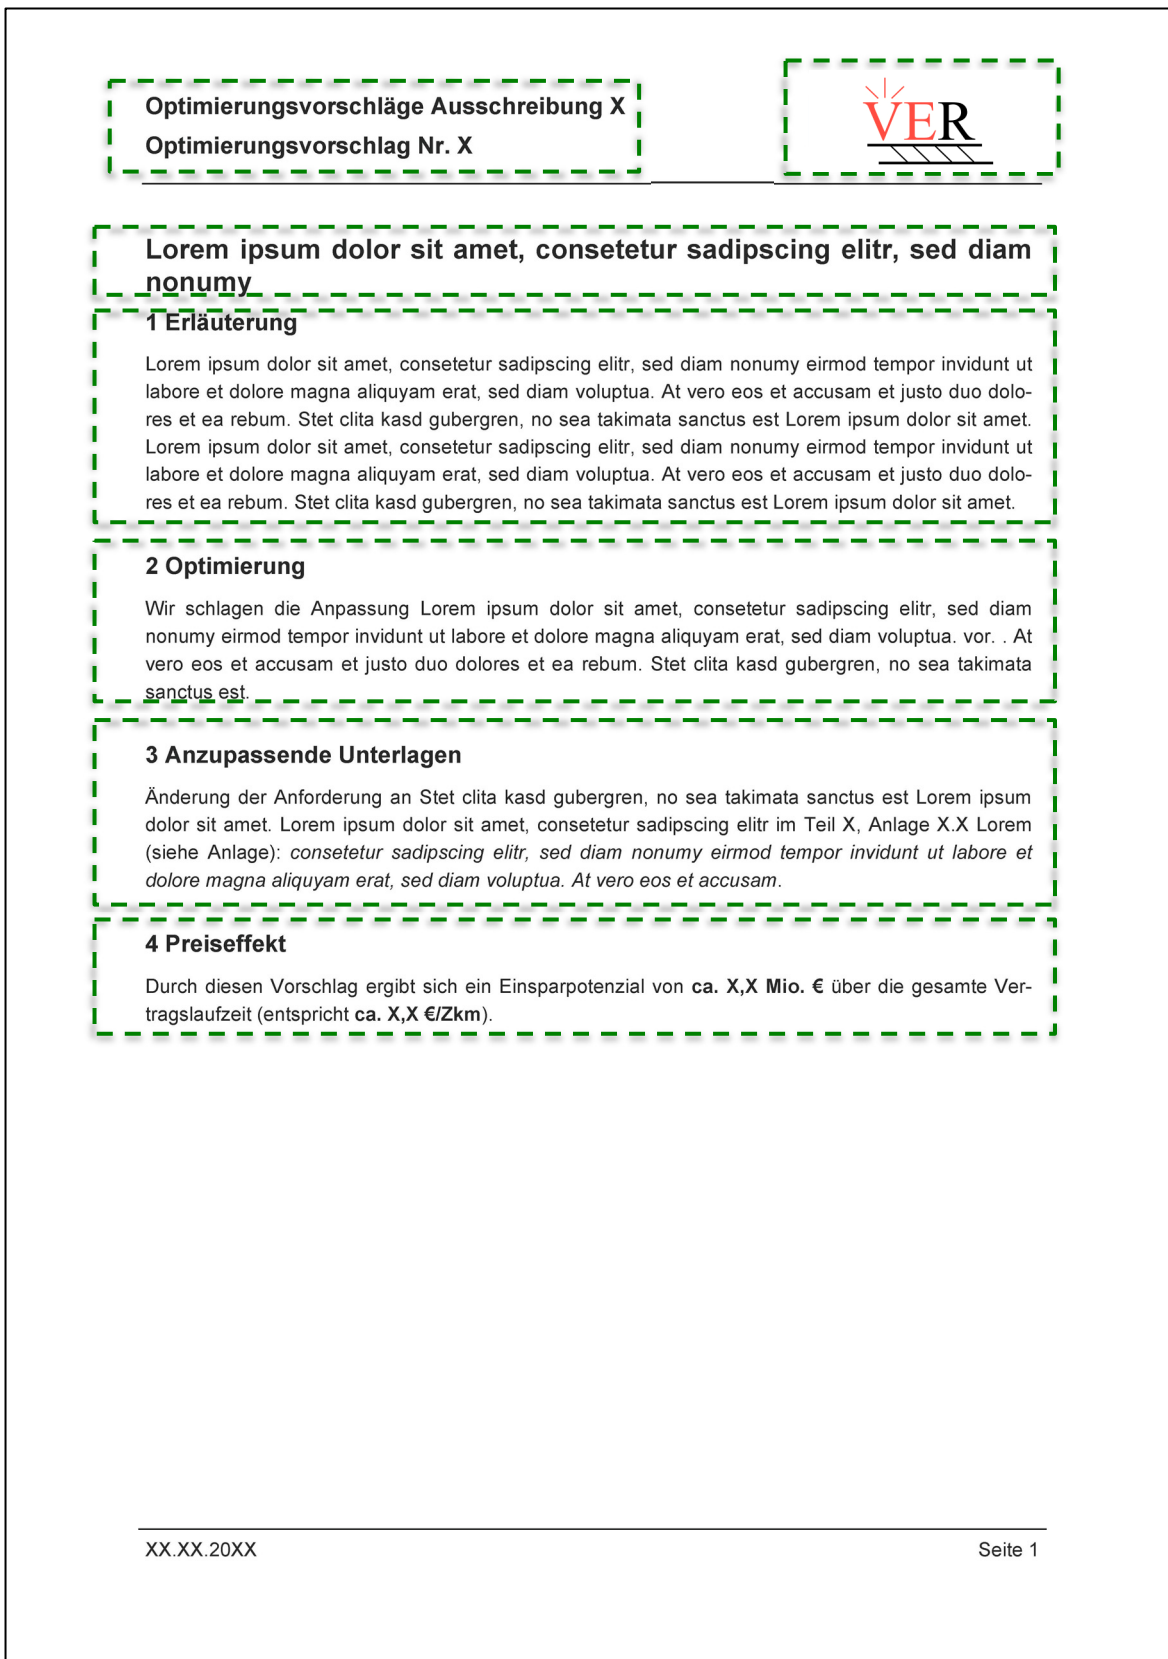 Optimierungsvorschläge Ausschreibung X
Optimierungsvorschlag Nr. X
VER
Lorem ipsum dolor sit amet, consetetur sadipscing elitr, sed diam
nonumy
1 Erläuterung
Lorem ipsum dolor sit amet, consetetur sadipscing elitr, sed diam nonumy eirmod tempor invidunt ut
labore et dolore magna aliquyam erat, sed diam voluptua. At vero eos et accusam et justo duo dolo-
res et ea rebum. Stet clita kasd gubergren, no sea takimata sanctus est Lorem ipsum dolor sit amet.
Lorem ipsum dolor sit amet, consetetur sadipscing elitr, sed diam nonumy eirmod tempor invidunt ut
labore et dolore magna aliquyam erat, sed diam voluptua. At vero eos et accusam et justo duo dolo-
res et ea rebum. Stet clita kasd gubergren, no sea takimata sanctus est Lorem ipsum dolor sit amet.
2 Optimierung
Wir schlagen die Anpassung Lorem ipsum dolor sit amet, consetetur sadipscing elitr, sed diam
nonumy eirmod tempor invidunt ut labore et dolore magna aliquyam erat, sed diam voluptua. vor. . At
vero eos et accusam et justo duo dolores et ea rebum. Stet clita kasd gubergren, no sea takimata
sanctus est.
3 Anzupassende Unterlagen
Änderung der Anforderung an Stet clita kasd gubergren, no sea takimata sanctus est Lorem ipsum
dolor sit amet. Lorem ipsum dolor sit amet, consetetur sadipscing elitr im Teil X, Anlage X.X Lorem
(siehe Anlage): consetetur sadipscing elitr, sed diam nonumy eirmod tempor invidunt ut labore et
dolore magna aliquyam erat, sed diam voluptua. At vero eos et accusam.
4 Preiseffekt
Durch diesen Vorschlag ergibt sich ein Einsparpotenzial von ca. X,X Mio. € über die gesamte Ver-
tragslaufzeit (entspricht ca. X,X €/Zkm).
XX.XX.20XX
Seite 1